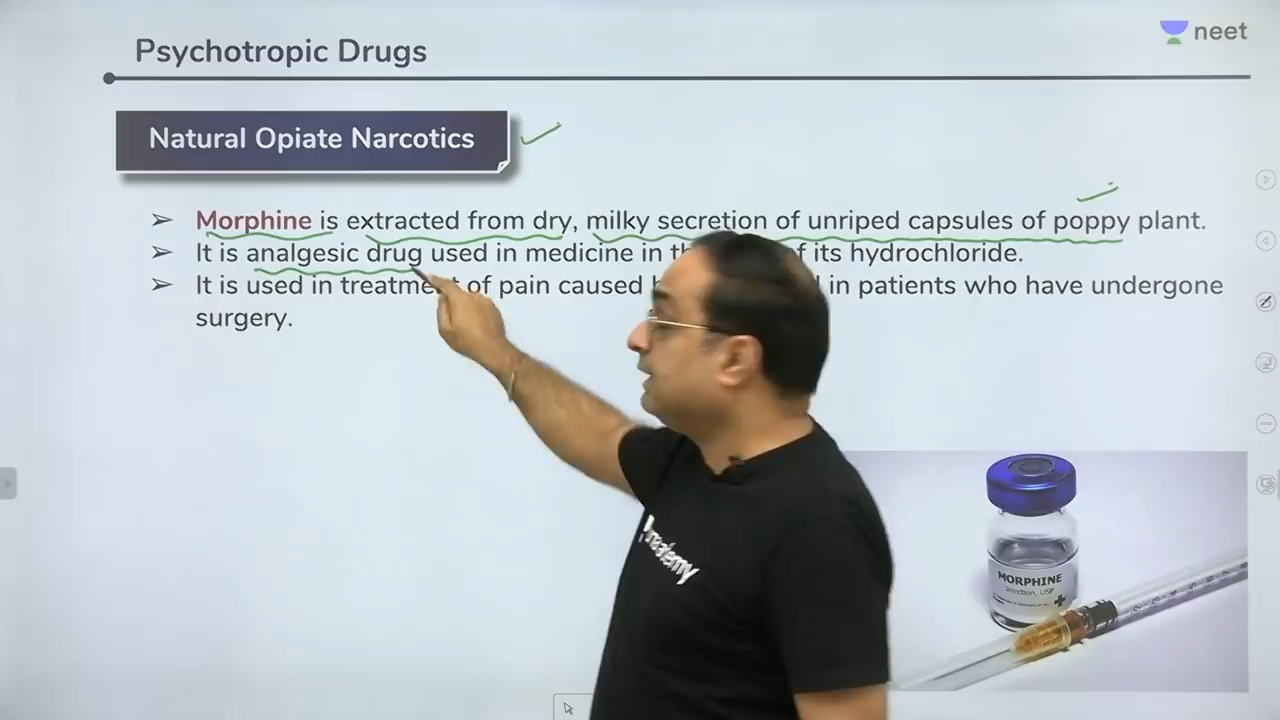 Psychotropic Drugs
neet
Natural Opiate Narcotics
➢ Morphine is extracted from dry, milky secretion of unriped capsules of poppy plant.
➢ It is analgesic drug used in medicine in th f its hydrochloride.
➢ It is used in treatment of pain caused in patients who have undergone
surgery.
MORPHINE
Injection, USP